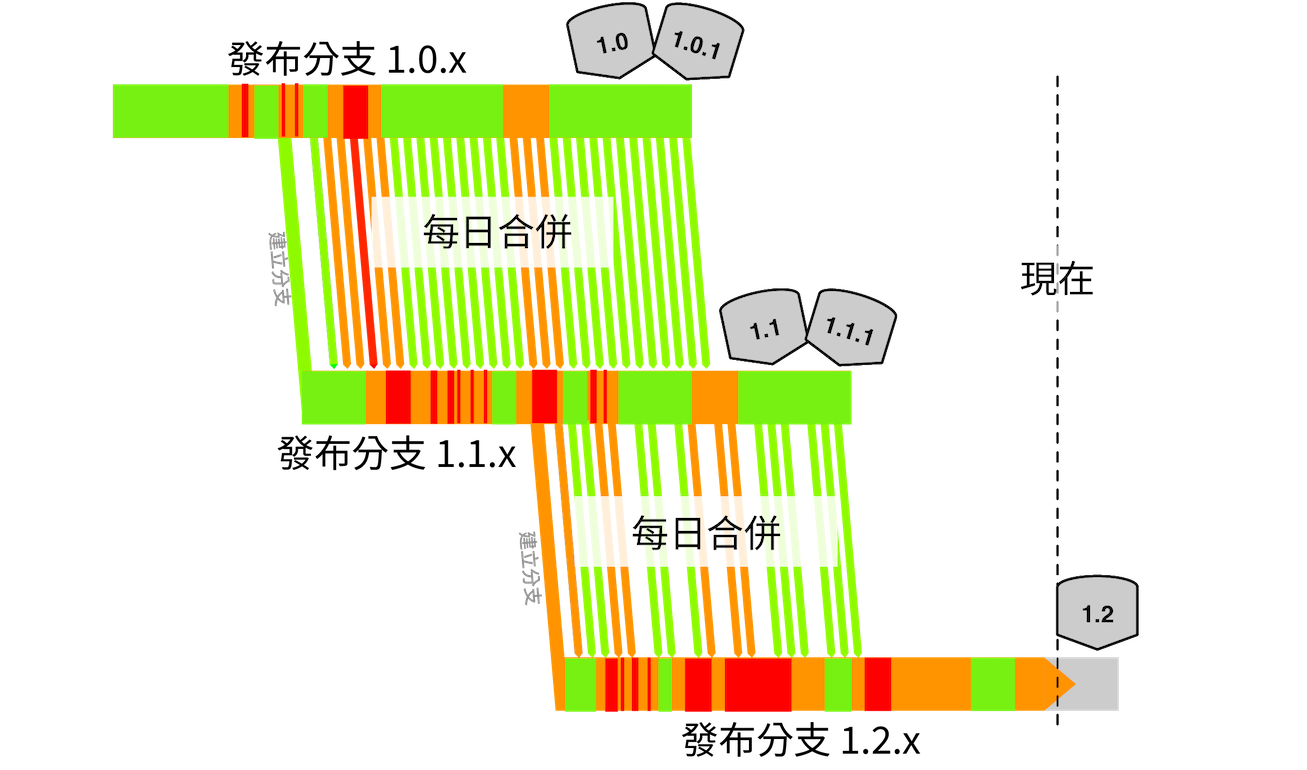 1.0
1.0.1
發布分支 1.0.x
每日合併
建立分支
現在
1.1
1.1.1
發布分支 1.1.x
每日合併
建立分支
1.2
發布分支 1.2.x